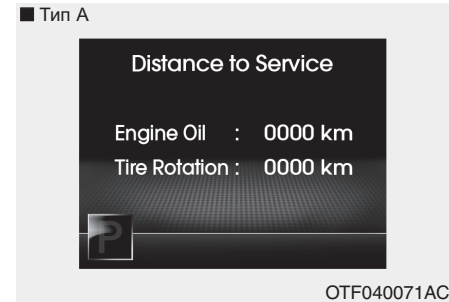 ■ Тип A
Distance to Service
Engine Oil : 0000 km
Tire Rotation : 0000 km
P
OTF040071AC